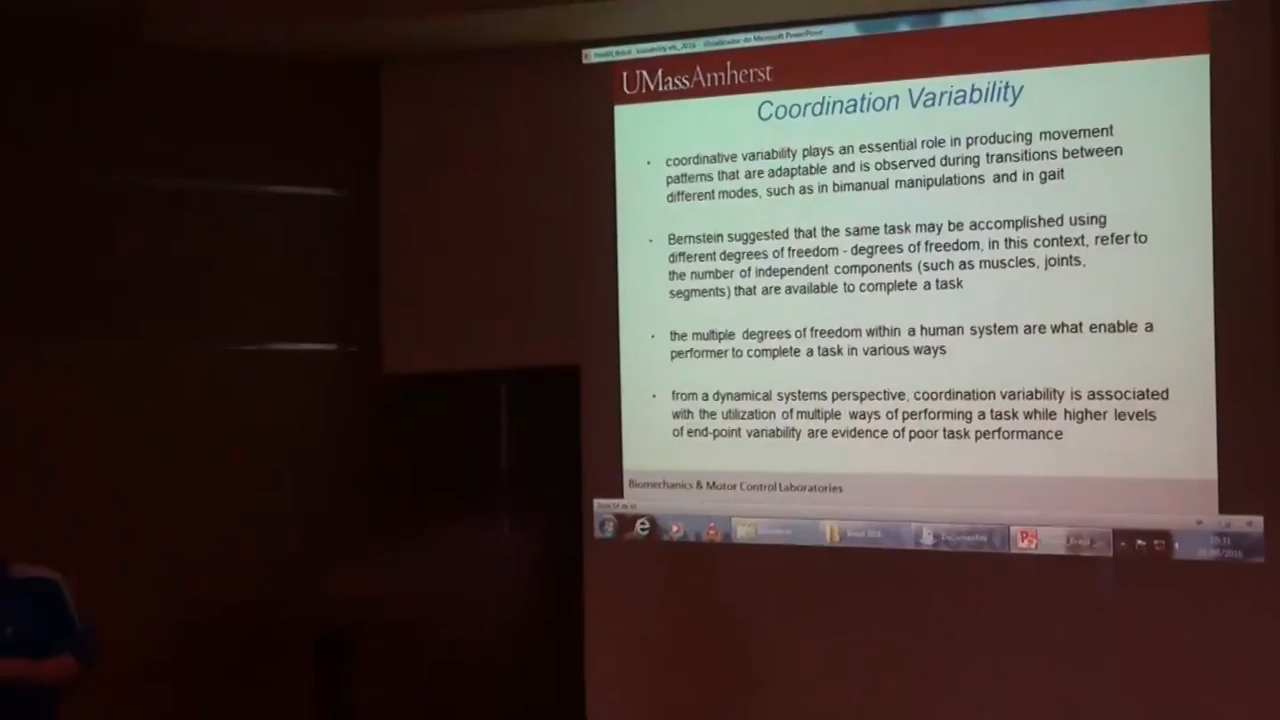 variability vb_2016 - Visualizador do Microsoft PowerPoint
UMassAmherst
Coordination Variability
• coordinative variability plays an essential role in producing movement
patterns that are adaptable and is observed during transitions between
different modes, such as in bimanual manipulations and in gait
• Bernstein suggested that the same task may be accomplished using
different degrees of freedom - degrees of freedom, in this context, refer to
the number of independent components (such as muscles, joints,
segments) that are available to complete a task
• the multiple degrees of freedom within a human system are what enable a
performer to complete a task in various ways
• from a dynamical systems perspective, coordination variability is associated
with the utilization of multiple ways of performing a task while higher levels
of end-point variability are evidence of poor task performance
Biomechanics & Motor Control Laboratories